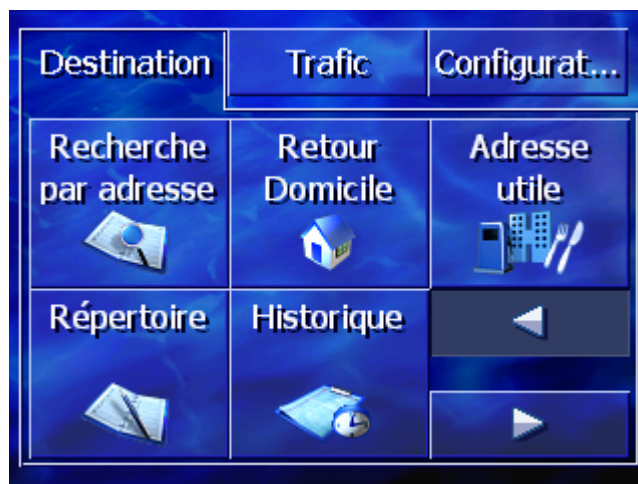 Destination
Trafic
Configurat...
Recherche
par adresse
Retour
Domicile
Adresse
utile
Répertoire
Historique